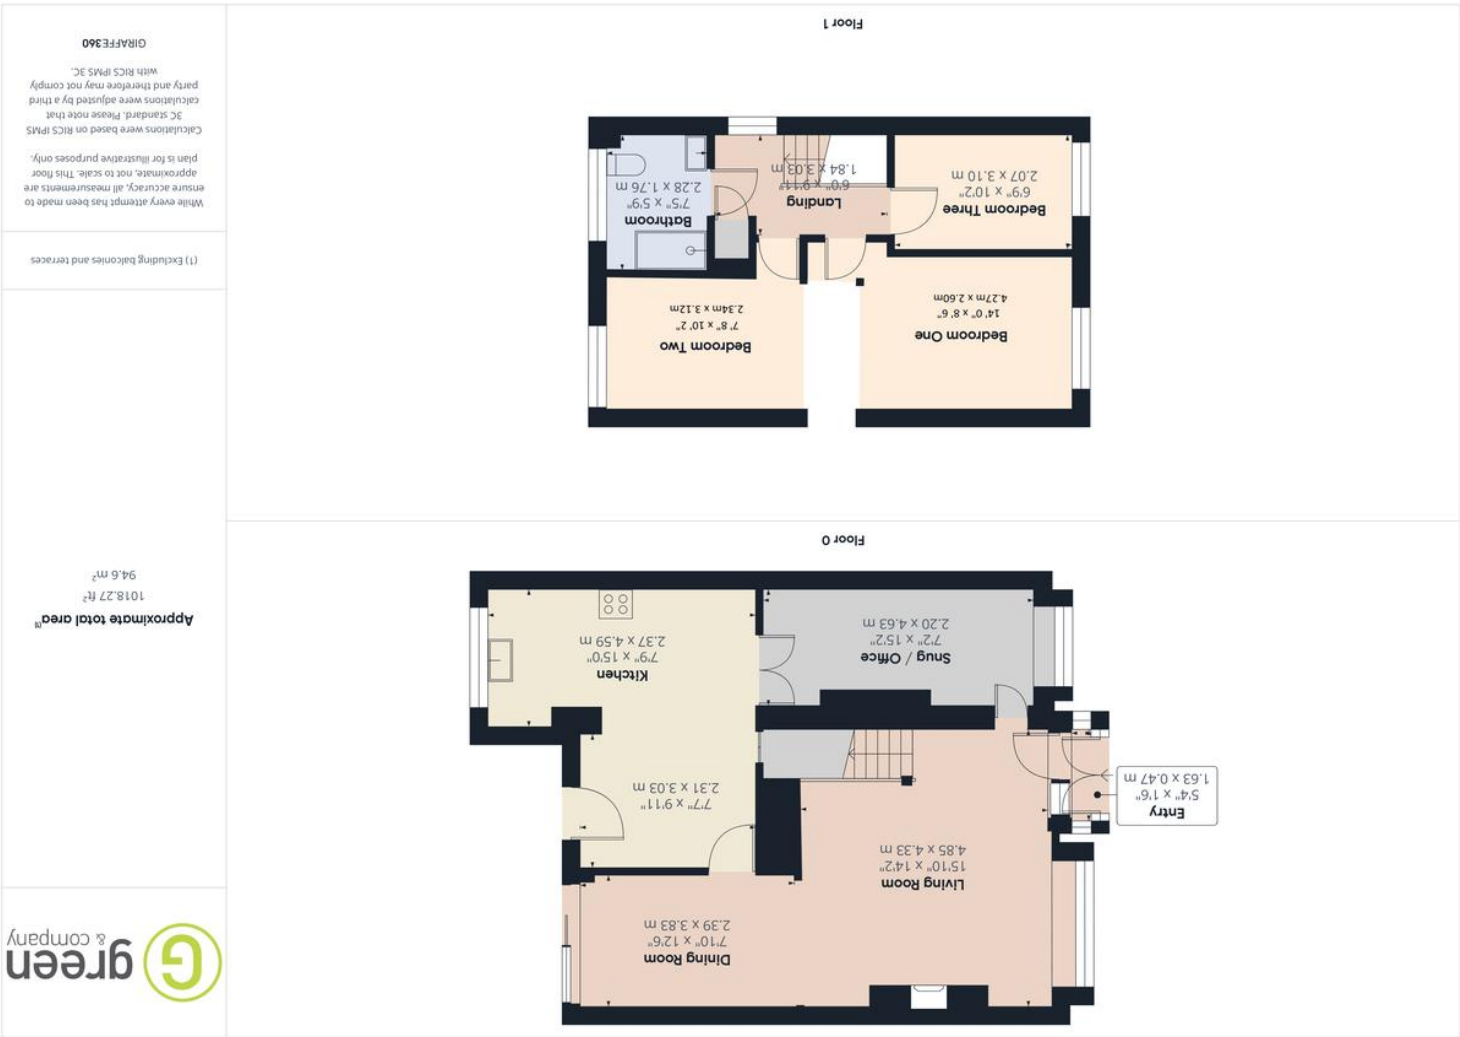 green
& company
Approximate total area⁽¹⁾
1018.27 ft²
94.6 m²
(1) Excluding balconies and terraces
While every attempt has been made to
ensure accuracy, all measurements are
approximate, not to scale. This floor
plan is for illustrative purposes only.
Calculations were based on RICS IPMS
3C standard. Please note that
calculations were adjusted by a third
party and therefore may not comply
with RICS IPMS 3C.
GIRAFFE360
Entry
5'4" x 1'6"
1.63 x 0.47 m
Living Room
15'10" x 14'2"
4.85 x 4.33 m
Dining Room
7'10" x 12'6"
2.39 x 3.83 m
7'7" x 9'11"
2.31 x 3.03 m
Snug / Office
7'2" x 15'2"
2.20 x 4.63 m
Kitchen
7'9" x 15'0"
2.37 x 4.59 m
Floor 0
Bedroom One
14' 0" x 8' 6"
4.27m x 2.60m
Bedroom Two
7' 8" x 10' 2"
2.34m x 3.12m
Bedroom Three
6'9" x 10'2"
2.07 x 3.10 m
Landing
6'0" x 9'11"
1.84 x 3.03 m
Bathroom
7'5" x 5'9"
2.28 x 1.76 m
Floor 1